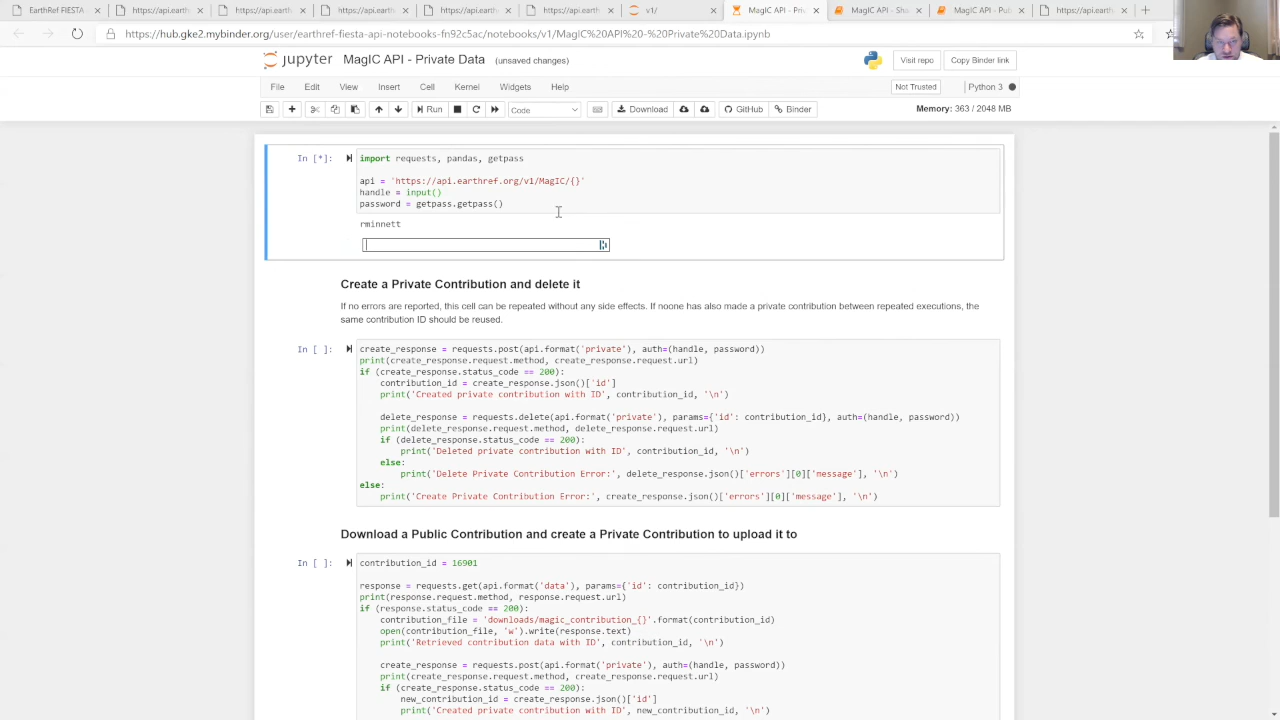 EarthRef FIESTA
https://api.earthre
https://api.earthre
https://api.earthre
https://api.earthre
https://api.earthre
v1/
MagIC API - Priv
MagIC API - Sha
MagIC API - Pub
https://api.earthre
https://hub.gke2.mybinder.org/user/earthref-fiesta-api-notebooks-fn92c5ac/notebooks/v1/MagIC%20API%20-%20Private%20Data.ipynb
jupyter MagIC API - Private Data (unsaved changes)
Visit repo
Copy Binder link
File Edit View Insert Cell Kernel Widgets Help
Not Trusted
Python 3
Run
Code
Download
GitHub
Binder
Memory: 363 / 2048 MB
In [*]: import requests, pandas, getpass
api = 'https://api.earthref.org/v1/MagIC/{}'
handle = input()
password = getpass.getpass()
rminnett
Create a Private Contribution and delete it
If no errors are reported, this cell can be repeated without any side effects. If noone has also made a private contribution between repeated executions, the
same contribution ID should be reused.
In [ ]: create_response = requests.post(api.format('private'), auth=(handle, password))
print(create_response.request.method, create_response.request.url)
if (create_response.status_code == 200):
contribution_id = create_response.json()['id']
print('Created private contribution with ID', contribution_id, '\n')
delete_response = requests.delete(api.format('private'), params={'id': contribution_id}, auth=(handle, password))
print(delete_response.request.method, delete_response.request.url)
if (delete_response.status_code == 200):
print('Deleted private contribution with ID', contribution_id, '\n')
else:
print('Delete Private Contribution Error:', delete_response.json()['errors'][0]['message'], '\n')
else:
print('Create Private Contribution Error:', create_response.json()['errors'][0]['message'], '\n')
Download a Public Contribution and create a Private Contribution to upload it to
In [ ]: contribution_id = 16901
response = requests.get(api.format('data'), params={'id': contribution_id})
print(response.request.method, response.request.url)
if (response.status_code == 200):
contribution_file = 'downloads/magic_contribution_{}'.format(contribution_id)
open(contribution_file, 'w').write(response.text)
print('Retrieved contribution data with ID', contribution_id, '\n')
create_response = requests.post(api.format('private'), auth=(handle, password))
print(create_response.request.method, create_response.request.url)
if (create_response.status_code == 200):
new_contribution_id = create_response.json()['id']
print('Created private contribution with ID', new_contribution_id, '\n')